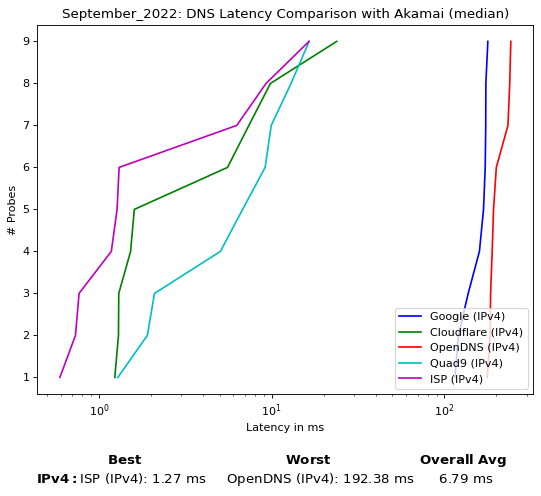 September_2022: DNS Latency Comparison with Akamai (median)
# Probes
9
8
7
6
5
4
3
2
1
Google (IPv4)
Cloudflare (IPv4)
OpenDNS (IPv4)
Quad9 (IPv4)
ISP (IPv4)
10⁰ 10¹ 10²
Latency in ms
Best Worst Overall Avg
IPv4: ISP (IPv4): 1.27 ms OpenDNS (IPv4): 192.38 ms 6.79 ms